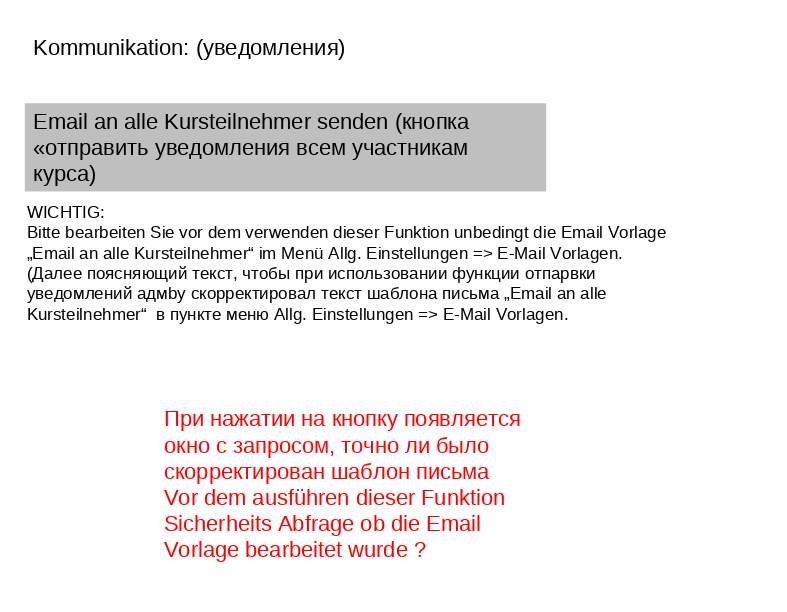 Kommunikation: (уведомления)
Email an alle Kursteilnehmer senden (кнопка
«отправить уведомления всем участникам
курса)
WICHTIG:
Bitte bearbeiten Sie vor dem verwenden dieser Funktion unbedingt die Email Vorlage
„Email an alle Kursteilnehmer“ im Menü Allg. Einstellungen => E-Mail Vorlagen.
(Далее поясняющий текст, чтобы при использовании функции отпарвки
уведомлений адмby скорректировал текст шаблона письма „Email an alle
Kursteilnehmer“ в пункте меню Allg. Einstellungen => E-Mail Vorlagen.
При нажатии на кнопку появляется
окно с запросом, точно ли было
скорректирован шаблон письма
Vor dem ausführen dieser Funktion
Sicherheits Abfrage ob die Email
Vorlage bearbeitet wurde ?